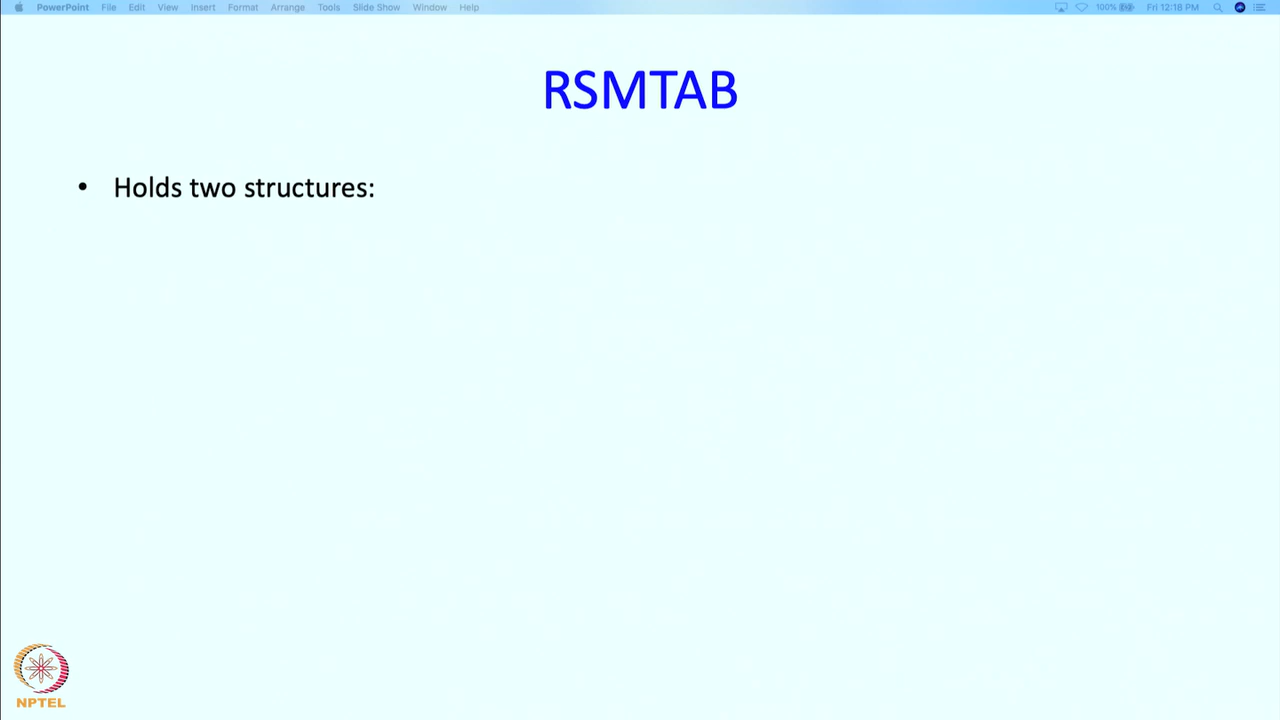 PowerPoint File Edit View Insert Format Arrange Tools Slide Show Window Help 100% Fri 12:18 PM
RSMTAB
• Holds two structures:
NPTEL